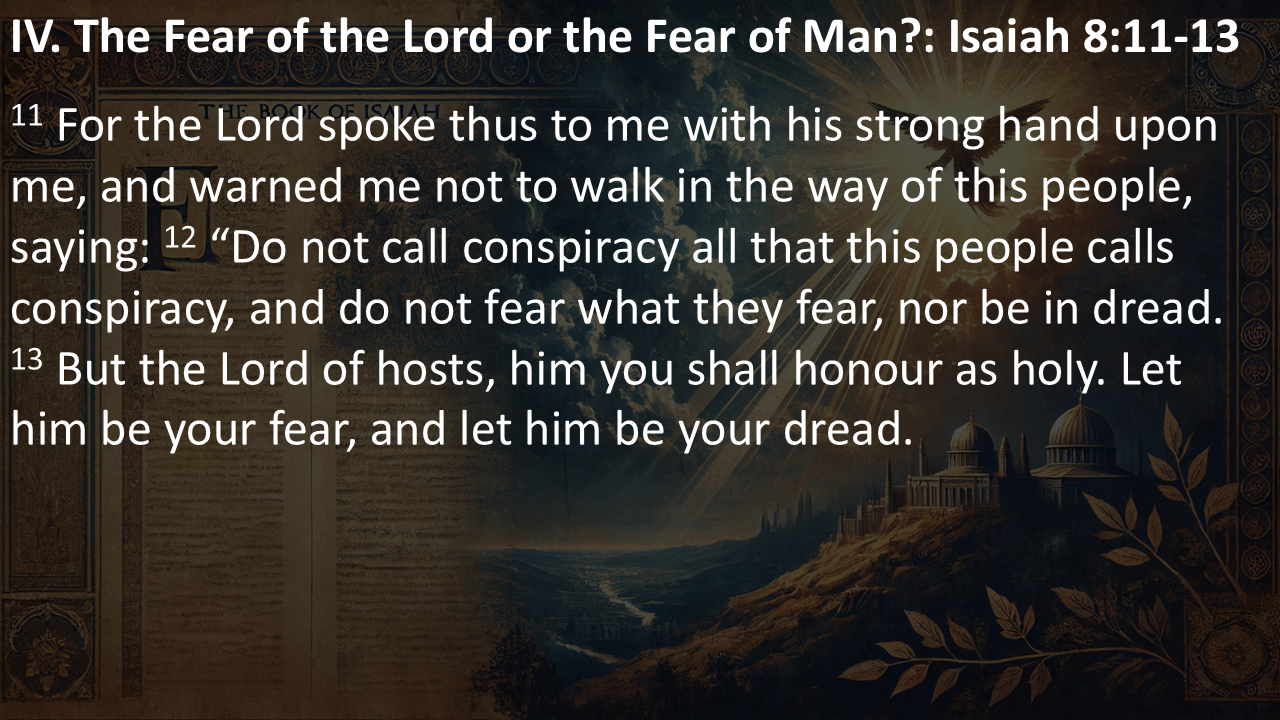 IV. The Fear of the Lord or the Fear of Man?: Isaiah 8:11-13
THE BOOK OF ISAIAH
11 For the Lord spoke thus to me with his strong hand upon
me, and warned me not to walk in the way of this people,
saying: 12 “Do not call conspiracy all that this people calls
conspiracy, and do not fear what they fear, nor be in dread.
13 But the Lord of hosts, him you shall honour as holy. Let
him be your fear, and let him be your dread.